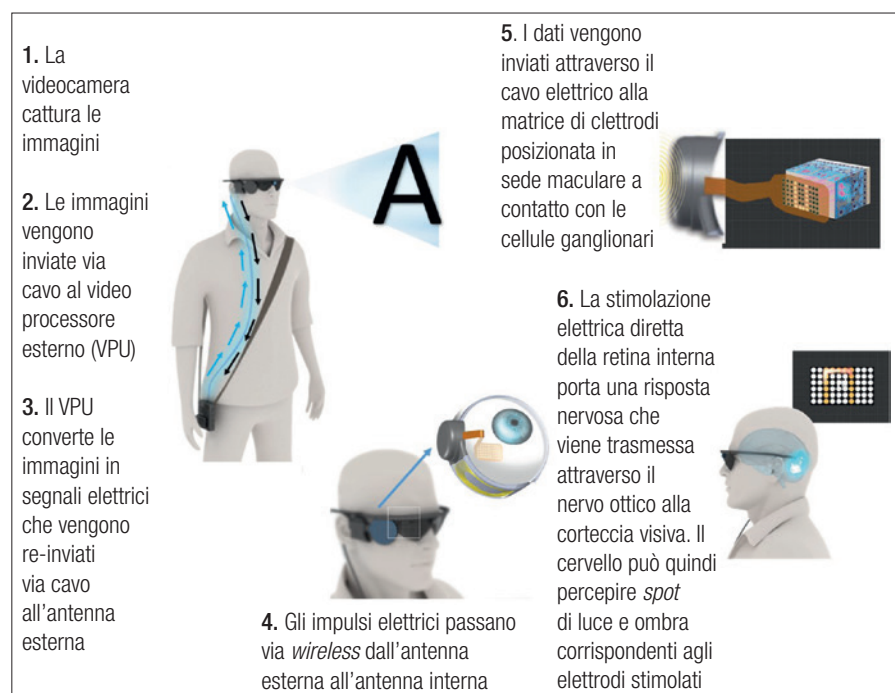 1. La
videocamera
cattura le
immagini
2. Le immagini
vengono
inviate via
cavo al video
processore
esterno (VPU)
3. Il VPU
converte le
immagini in
segnali elettrici
che vengono
re-inviati
via cavo
all'antenna
esterna
A
4. Gli impulsi elettrici passano
via wireless dall'antenna
esterna all'antenna interna
5. I dati vengono
inviati attraverso il
cavo elettrico alla
matrice di clettrodi
posizionata in
sede maculare a
contatto con le
cellule ganglionari
6. La stimolazione
elettrica diretta
della retina interna
porta una risposta
nervosa che
viene trasmessa
attraverso il
nervo ottico alla
corteccia visiva. Il
cervello può quindi
percepire spot
di luce e ombra
corrispondenti agli
elettrodi stimolati